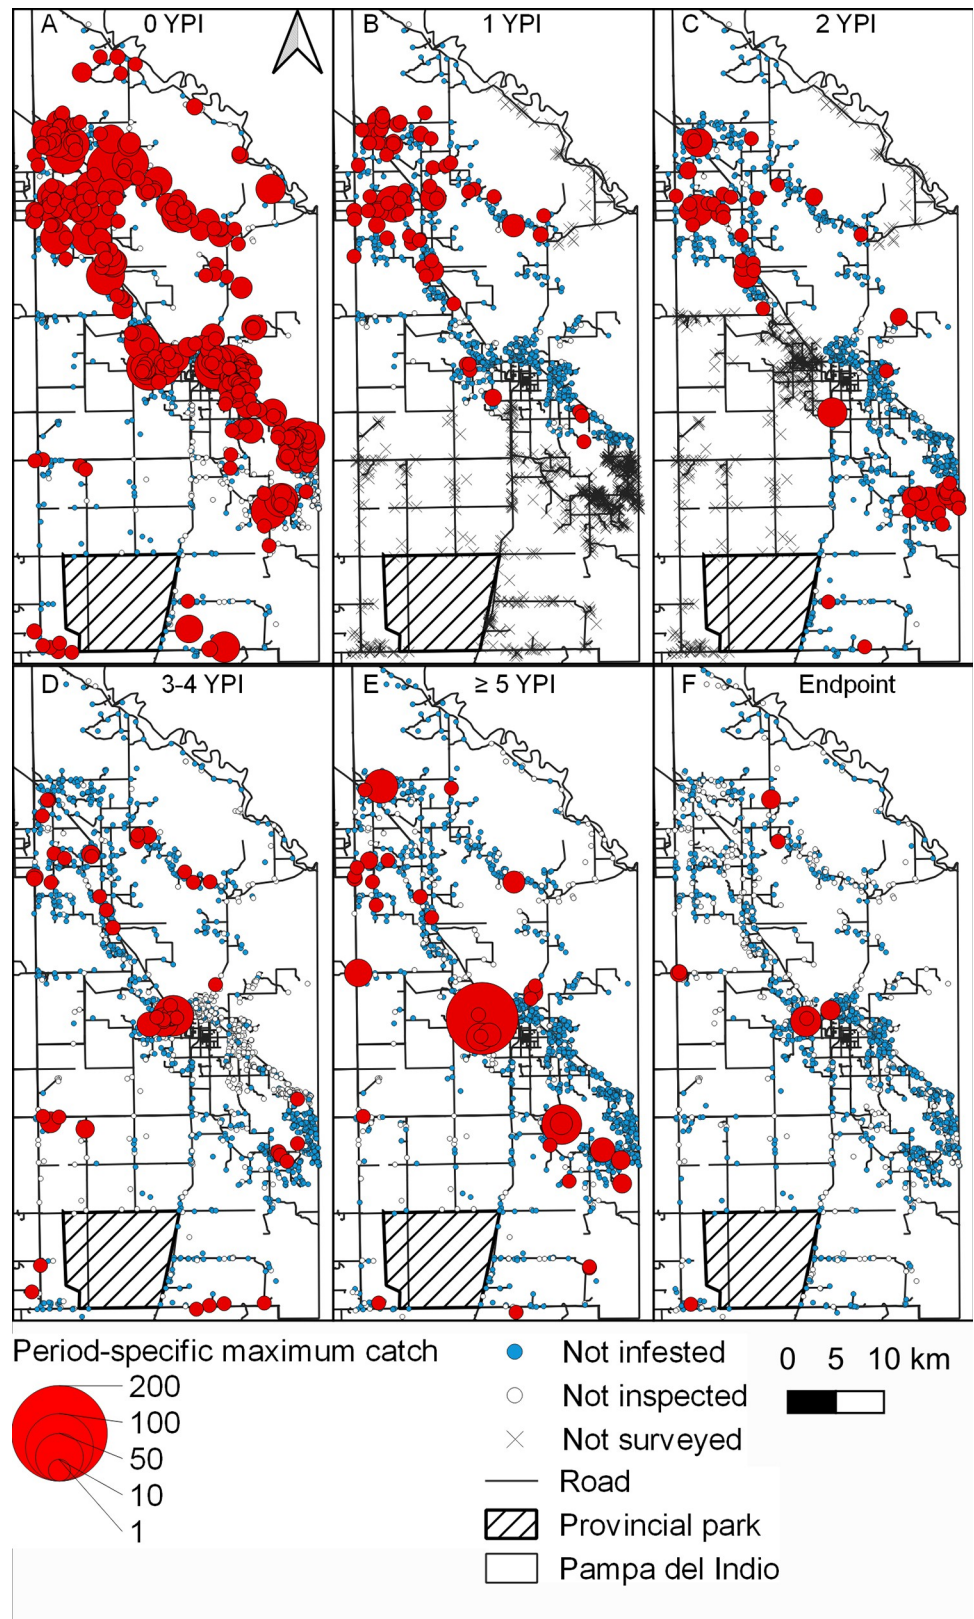 A 0 YPI
B 1 YPI
C 2 YPI
D 3-4 YPI
E ≥ 5 YPI
F Endpoint
Period-specific maximum catch
200
100
50
10
1
Not infested
Not inspected
Not surveyed
Road
Provincial park
Pampa del Indio
0 5 10 km